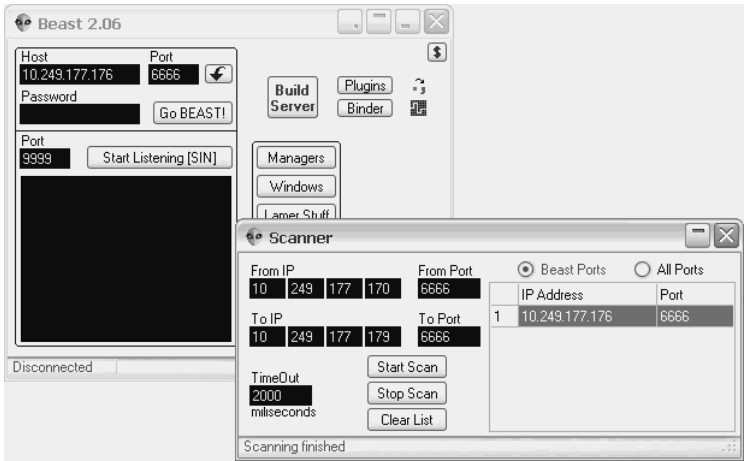 Beast 2.06
$
Host Port
10.249.177.176 6666
Password
Go BEAST!
Build
Server
Plugins
Binder
Port
9999 Start Listening [SIN]
Managers
Windows
Lamer Stuff
Disconnected
Scanner
From IP From Port
10 249 177 170 6666
To IP To Port
10 249 177 179 6666
TimeOut
2000
miliseconds
Start Scan
Stop Scan
Clear List
Beast Ports All Ports
IP Address Port
1 10.249.177.176 6666
Scanning finished